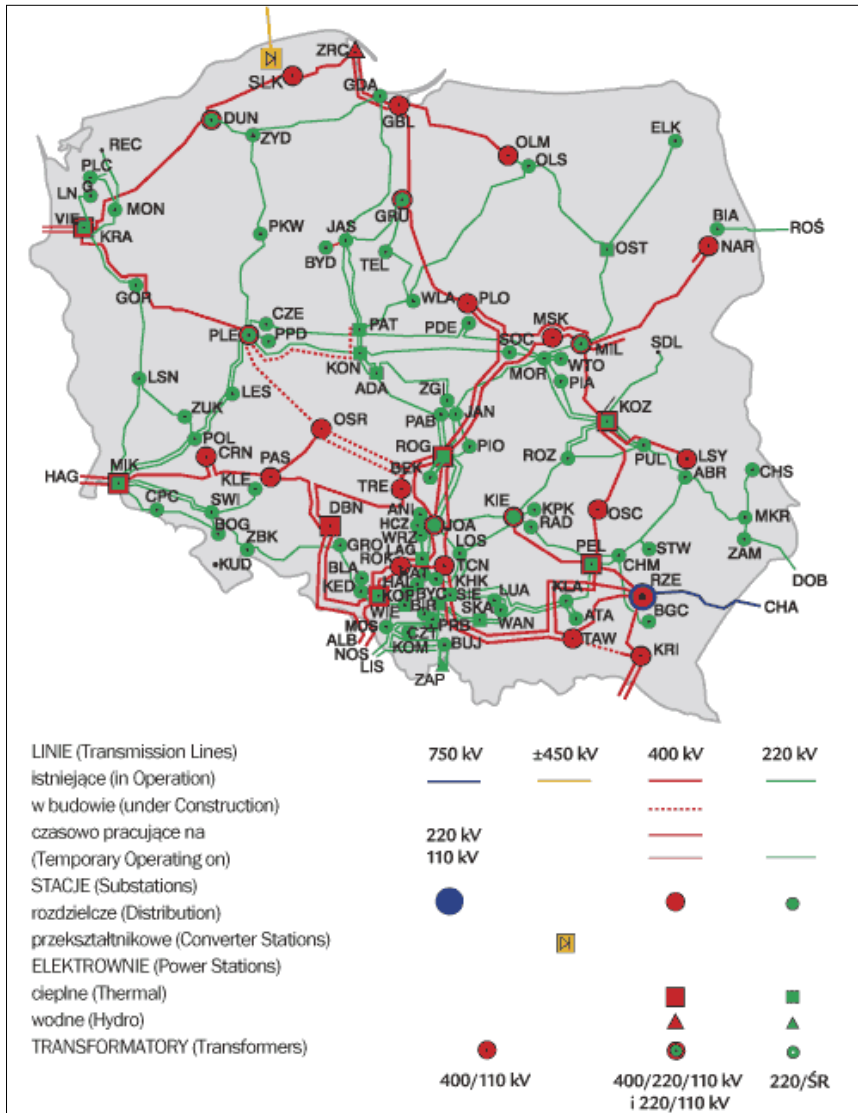 ZRC
SLK
GDA
GBL
DUN
ZYD
ELK
OLM
OLS
REC
PLC
G
LN
MON
VIE
KRA
GRU
BIA
ROŚ
NAR
PKW
JAS
BYD
TEL
OST
GOR
WLA
PLO
CZE
PLE
PPD
PAT
PDE
MSK
SOC
MIL
SDL
KON
MOR
WTO
PIA
ADA
LSN
LES
ZGI
ZUK
PAB
JAN
KOZ
OSR
POL
CRN
PAS
ROG
PIO
ROZ
PUL
LSY
HAG
MIK
KLE
BEK
TRE
ABR
CHS
CPC
SWI
DBN
ANI
HCZ
JOA
KIE
KPK
RAD
OSC
MKR
BOG
ZBK
WRZ
GRO
LAG
LOS
PEL
STW
ZAM
KUD
ROK
TCN
CHM
DOB
BLA
KED
HAL
KAT
KHK
RZE
KOP
BYC
SIE
LUA
KLA
CHA
WIE
BIR
SKA
WAN
ATA
BGC
MOS
PRB
ALB
CZT
TAW
NOS
KOM
BUJ
KRI
LIS
ZAP
LINIE (Transmission Lines) 750 kV ±450 kV 400 kV 220 kV
istniejące (in Operation)
w budowie (under Construction)
czasowo pracujące na 220 kV
(Temporary Operating on) 110 kV
STACJE (Substations)
rozdzielcze (Distribution)
przekształtnikowe (Converter Stations)
ELEKTROWNIE (Power Stations)
cieplne (Thermal)
wodne (Hydro)
TRANSFORMATORY (Transformers)
400/110 kV 400/220/110 kV 220/ŚR
i 220/110 kV